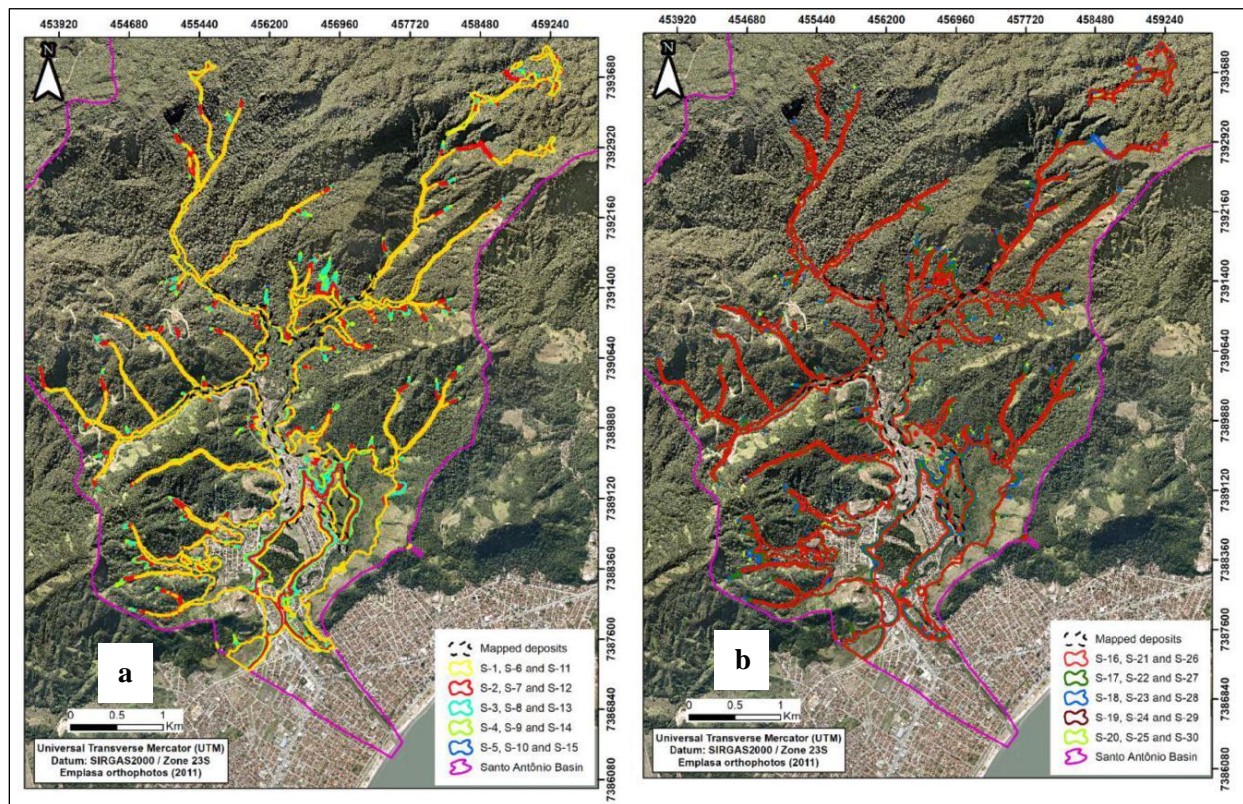 453920 454680 455440 456200 456960 457720 458480 459240
N
7393680
7392920
7392160
7391400
7390640
7389880
7389120
7388360
7387600
7386840
7386080
a
0 0.5 1
Km
Universal Transverse Mercator (UTM)
Datum: SIRGAS2000 / Zone 23S
Emplasa orthophotos (2011)
Mapped deposits
S-1, S-6 and S-11
S-2, S-7 and S-12
S-3, S-8 and S-13
S-4, S-9 and S-14
S-5, S-10 and S-15
Santo Antônio Basin
453920 454680 455440 456200 456960 457720 458480 459240
N
7393680
7392920
7392160
7391400
7390640
7389880
7389120
7388360
7387600
7386840
7386080
b
0 0.5 1
Km
Universal Transverse Mercator (UTM)
Datum: SIRGAS2000 / Zone 23S
Emplasa orthophotos (2011)
Mapped deposits
S-16, S-21 and S-26
S-17, S-22 and S-27
S-18, S-23 and S-28
S-19, S-24 and S-29
S-20, S-25 and S-30
Santo Antônio Basin